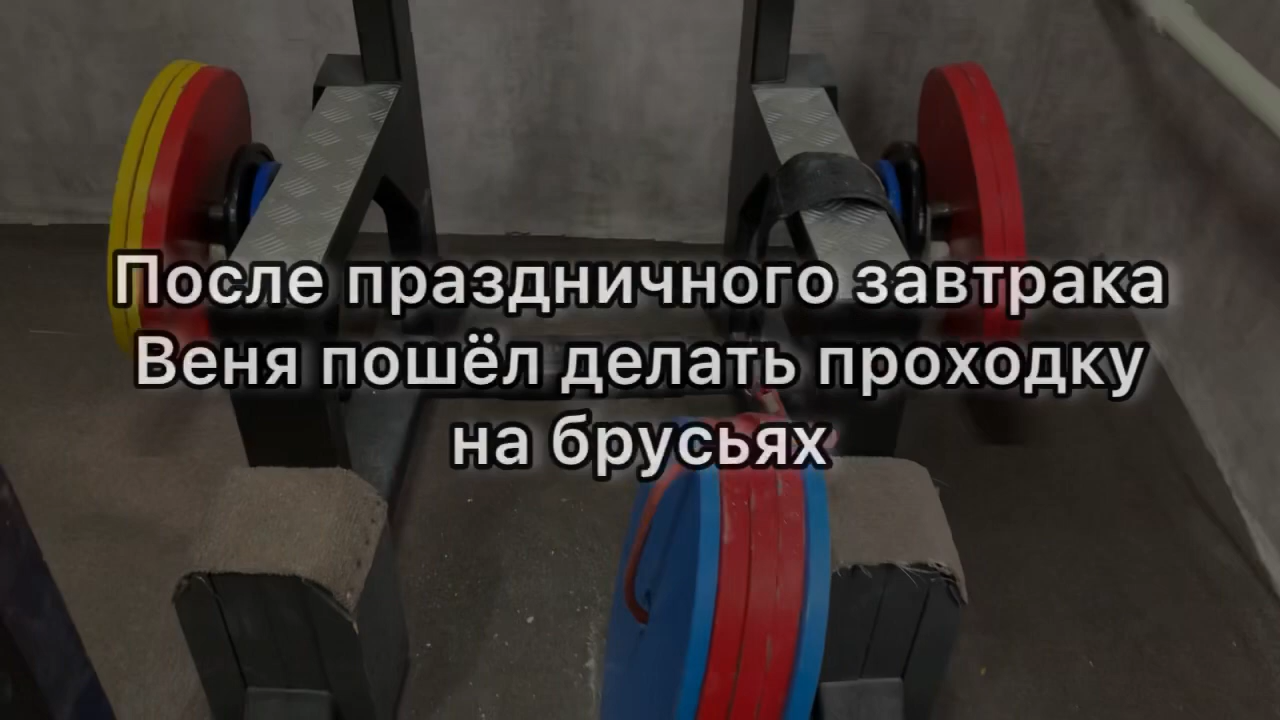 После праздничного завтрака
Веня пошёл делать проходку
на брусьях